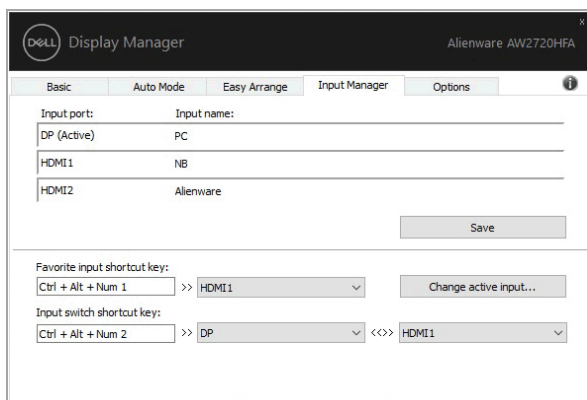 x
DELL Display Manager Alienware AW2720HFA
Basic Auto Mode Easy Arrange Input Manager Options i
Input port: Input name:
DP (Active) PC
HDMI1 NB
HDMI2 Alienware
Save
Favorite input shortcut key:
Ctrl + Alt + Num 1 >> HDMI1 Change active input...
Input switch shortcut key:
Ctrl + Alt + Num 2 >> DP <<>> HDMI1